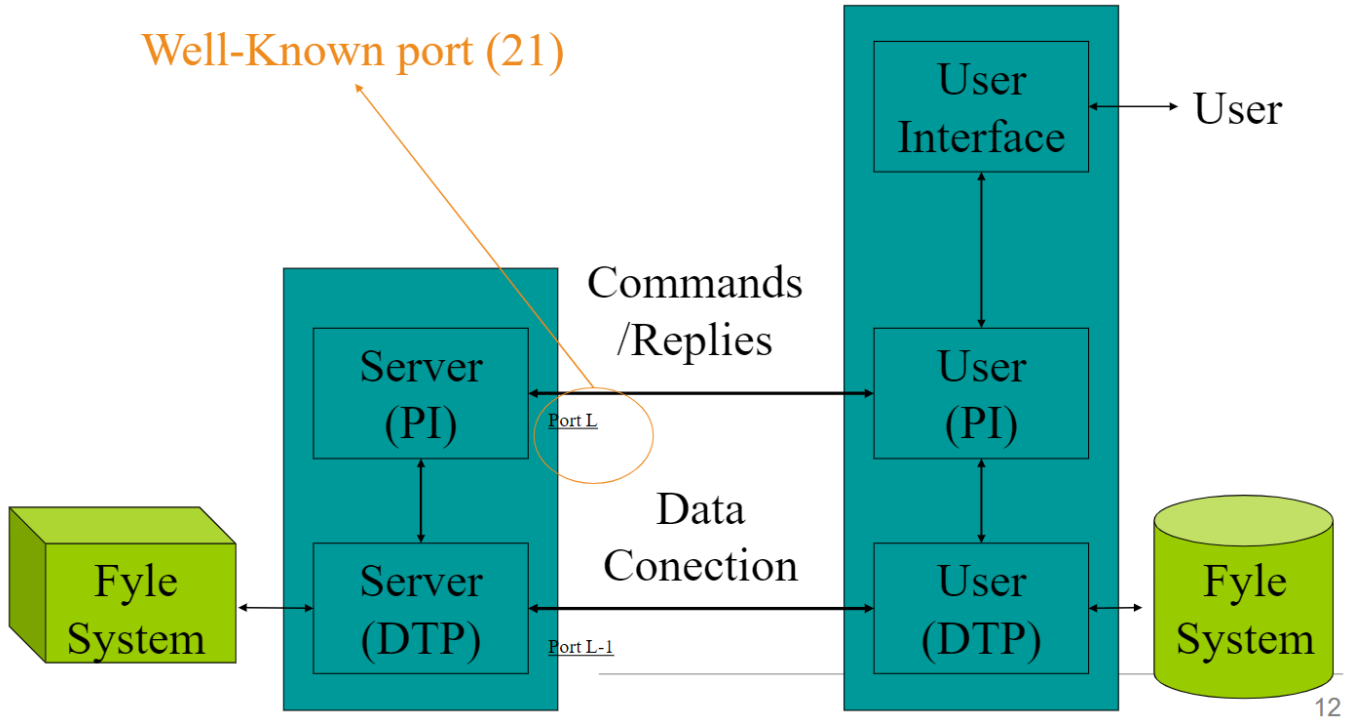 Well-Known port (21)
User
Interface
User
Commands
/Replies
Server
(PI)
Port L
User
(PI)
Data
Conection
Fyle
System
Server
(DTP)
Port L-1
User
(DTP)
Fyle
System
12